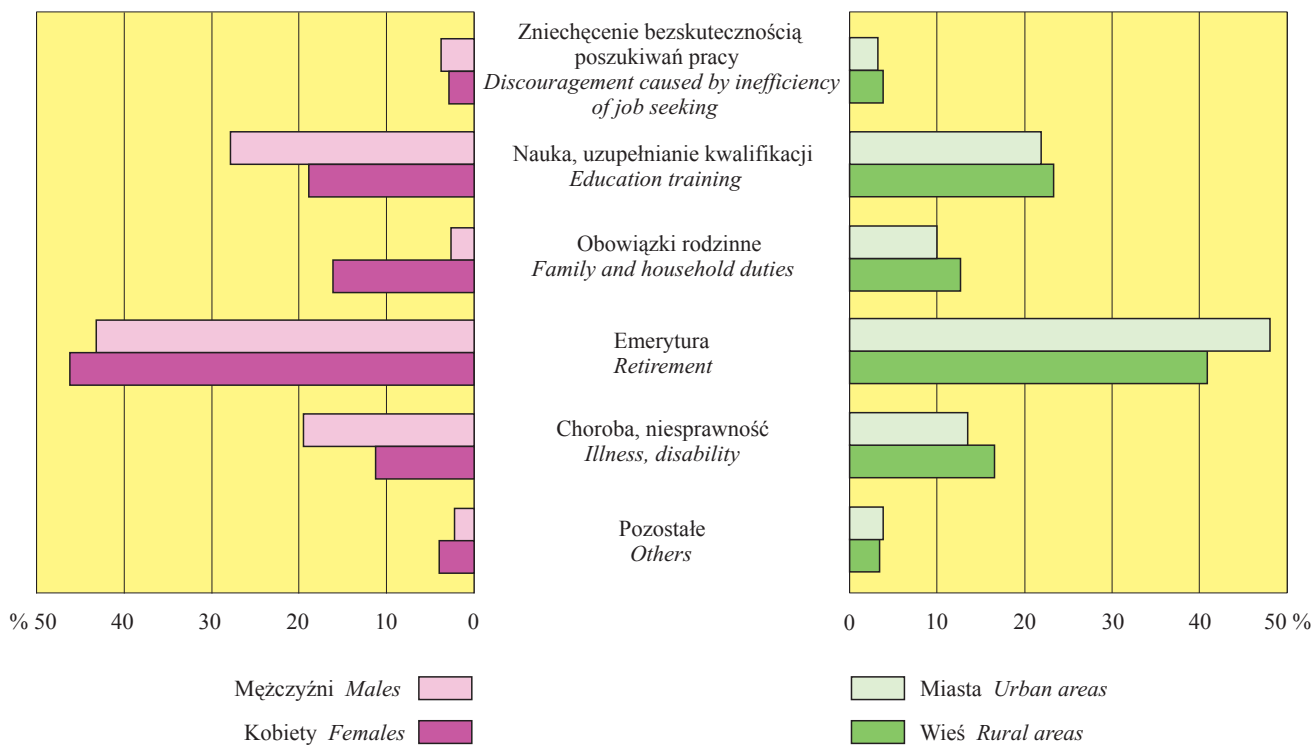 Zniechęcenie bezskutecznością
poszukiwań pracy
Discouragement caused by inefficiency
of job seeking
Nauka, uzupełnianie kwalifikacji
Education training
Obowiązki rodzinne
Family and household duties
Emerytura
Retirement
Choroba, niesprawność
Illness, disability
Pozostałe
Others
% 50 40 30 20 10 0
0 10 20 30 40 50 %
Mężczyźni Males
Kobiety Females
Miasta Urban areas
Wieś Rural areas